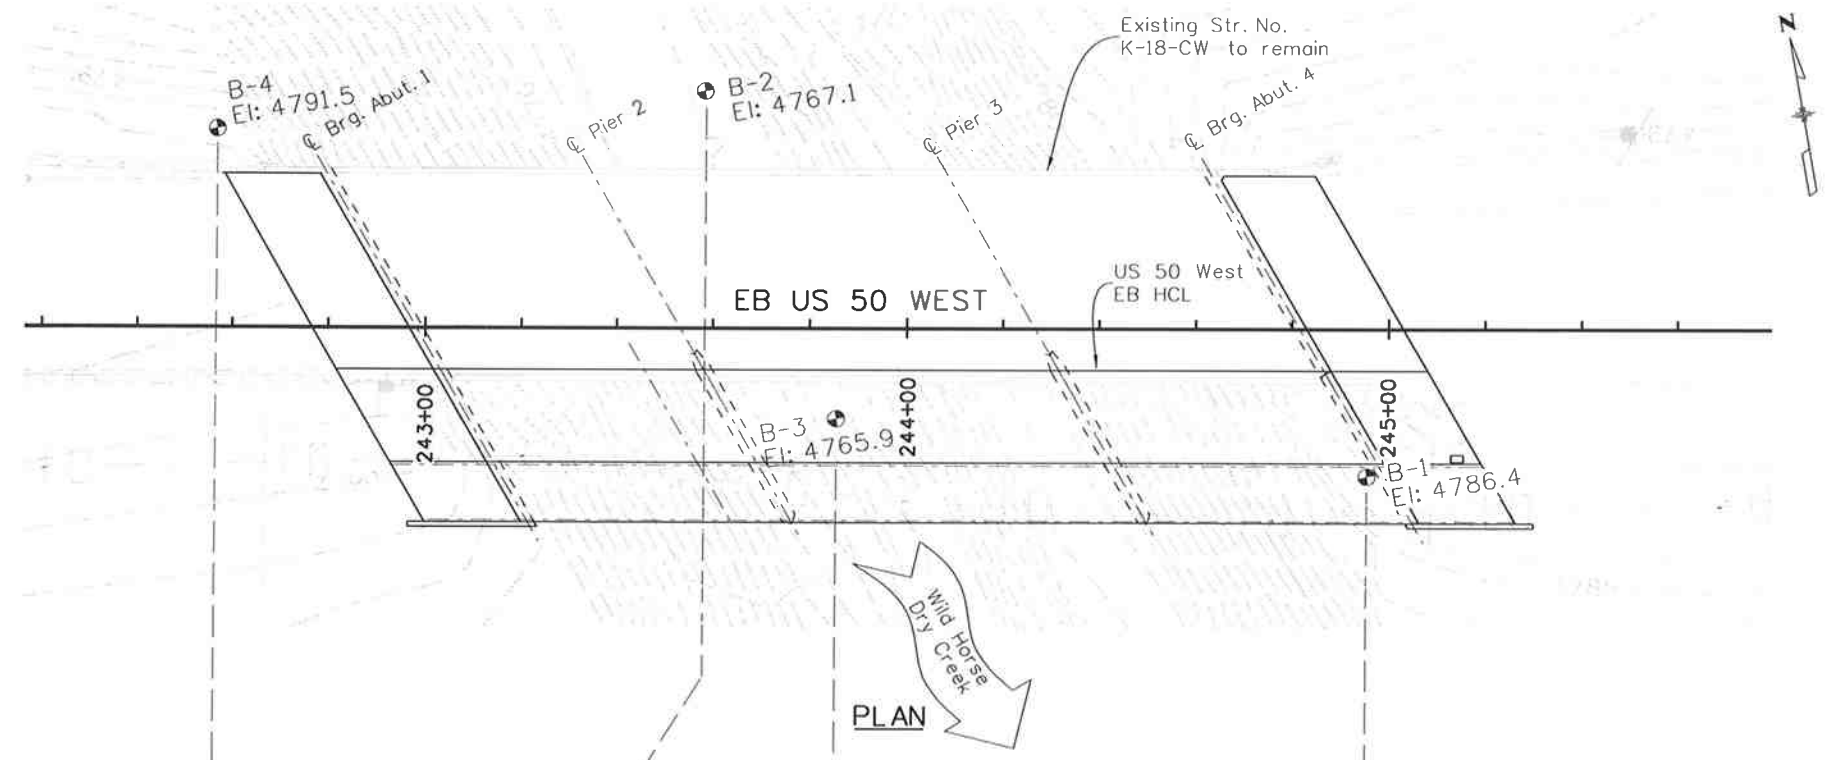 Existing Str. No.
K-18-CW to remain
N
B-4
El: 4791.5
℄ Brg. Abut. 1
℄ Pier 2
B-2
El: 4767.1
℄ Pier 3
℄ Brg. Abut. 4
EB US 50 WEST
US 50 West
EB HCL
243+00
B-3
El: 4765.9
244+00
245+00
B-1
El: 4786.4
Wild Horse
Dry Creek
PLAN